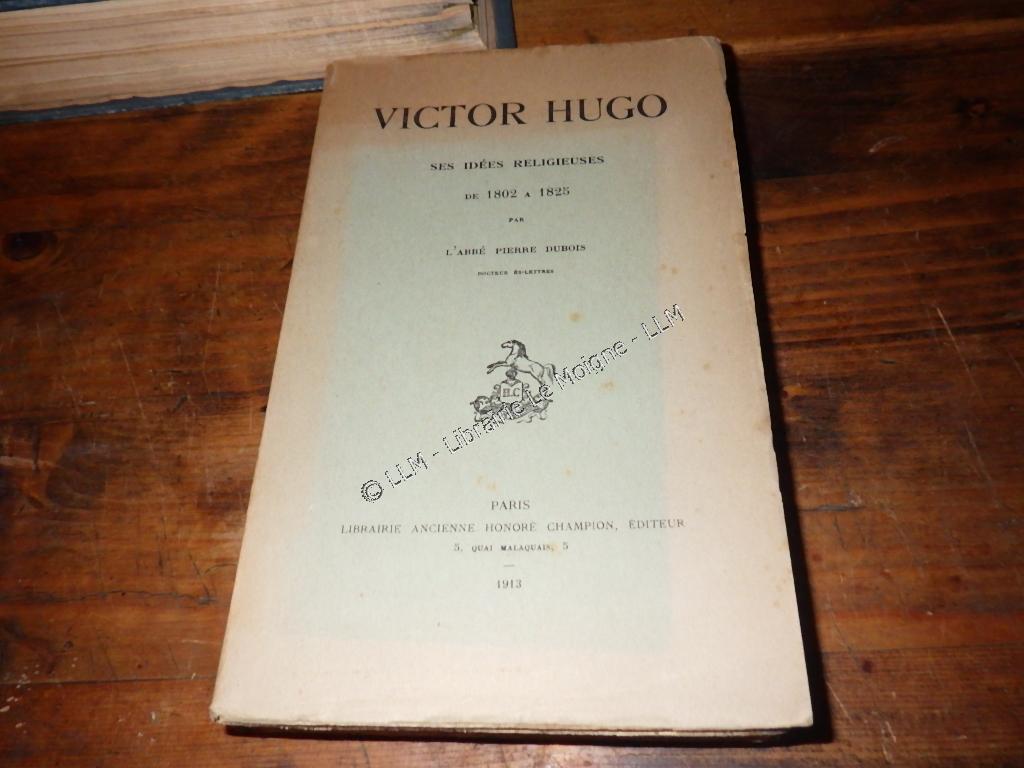 VICTOR HUGO
SES IDÉES RELIGIEUSES
DE 1802 A 1825
PAR
L'ABBÉ PIERRE DUBOIS
DOCTEUR ÈS-LETTRES
H.C
© LLM - Librairie Le Moigne - LLM
PARIS
LIBRAIRIE ANCIENNE HONORÉ CHAMPION, ÉDITEUR
5, QUAI MALAQUAIS, 5
1913